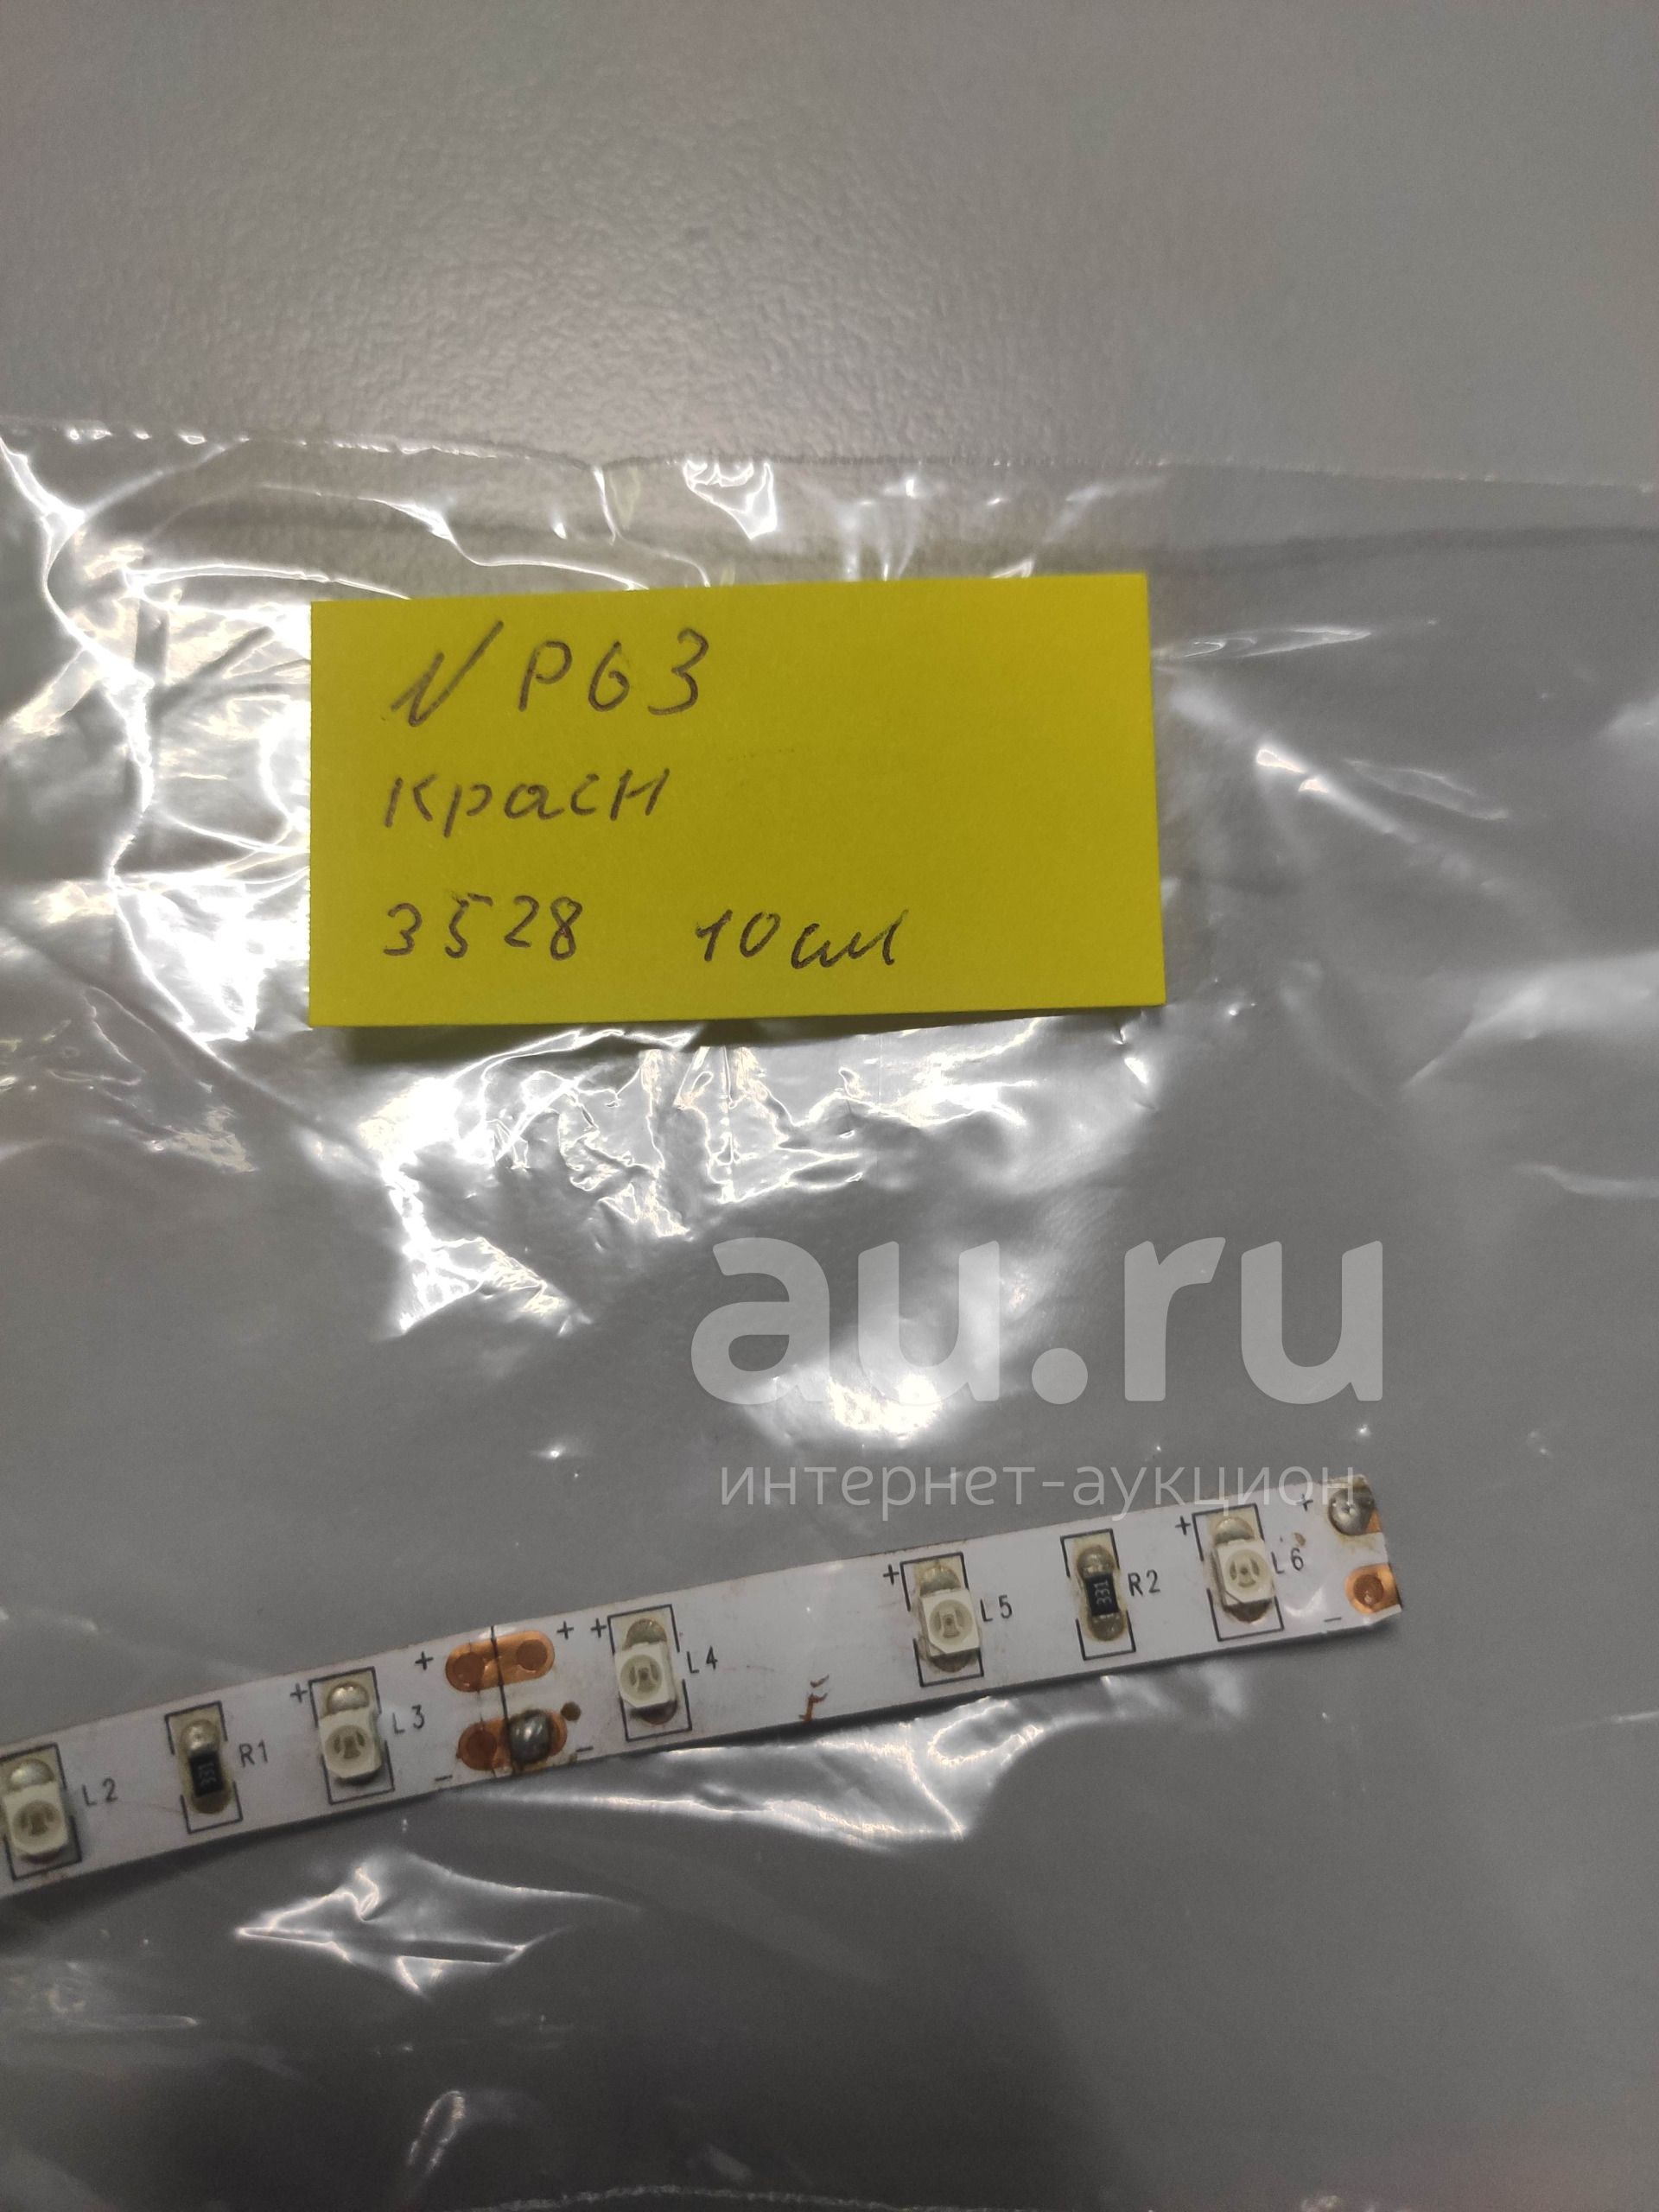 N P63
красн
3528 10см
au.ru
интернет-аукцион
+ +
L2
331
R1
+
L3
+ +
-
-
+
L4
+
L5
331
R2
+
L6
-